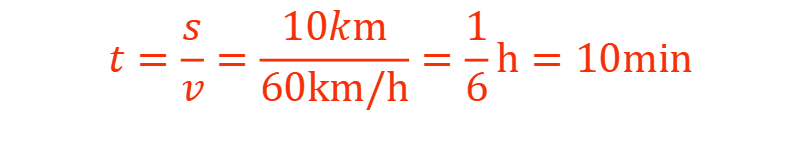 t = s/v = 10km/60km/h = 1/6 h = 10min